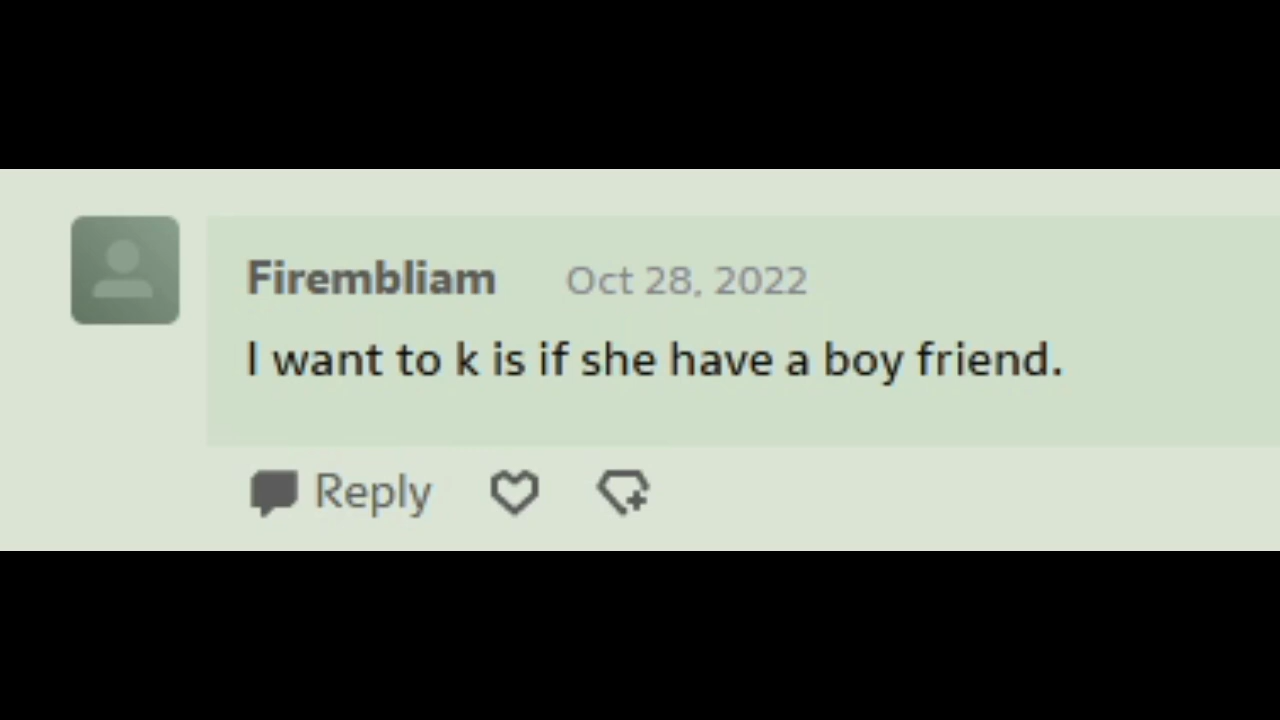 Firembliam Oct 28, 2022
I want to k is if she have a boy friend.
Reply